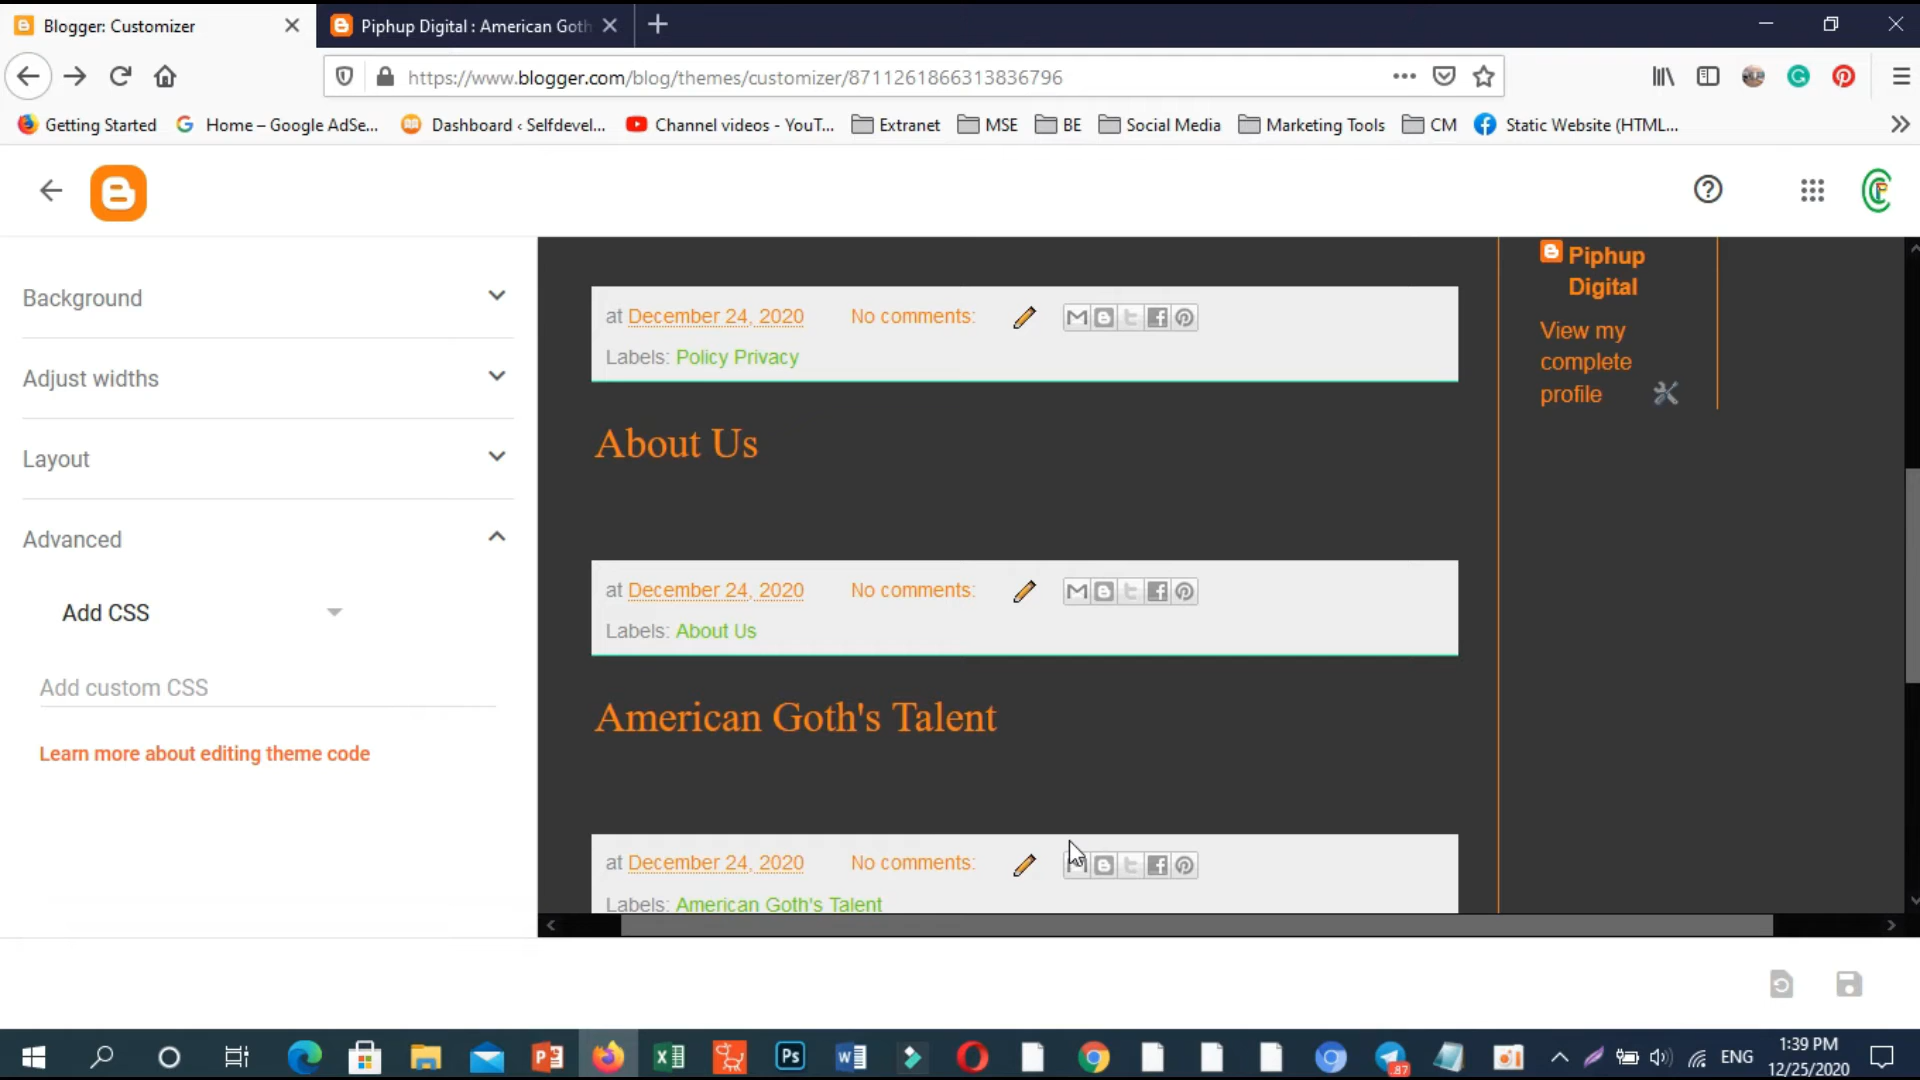 Blogger: Customizer
Piphup Digital : American Goth
https://www.blogger.com/blog/themes/customizer/8711261866313836796
Getting Started
Home – Google AdSe...
Dashboard ‹ Selfdevel...
Channel videos - YouT...
Extranet
MSE
BE
Social Media
Marketing Tools
CM
Static Website (HTML...
Background
Adjust widths
Layout
Advanced
Add CSS
Add custom CSS
Learn more about editing theme code
at December 24, 2020 No comments:
Labels: Policy Privacy
About Us
at December 24, 2020 No comments:
Labels: About Us
American Goth's Talent
at December 24, 2020 No comments:
Labels: American Goth's Talent
Piphup
Digital
View my
complete
profile
87
ENG
1:39 PM
12/25/2020